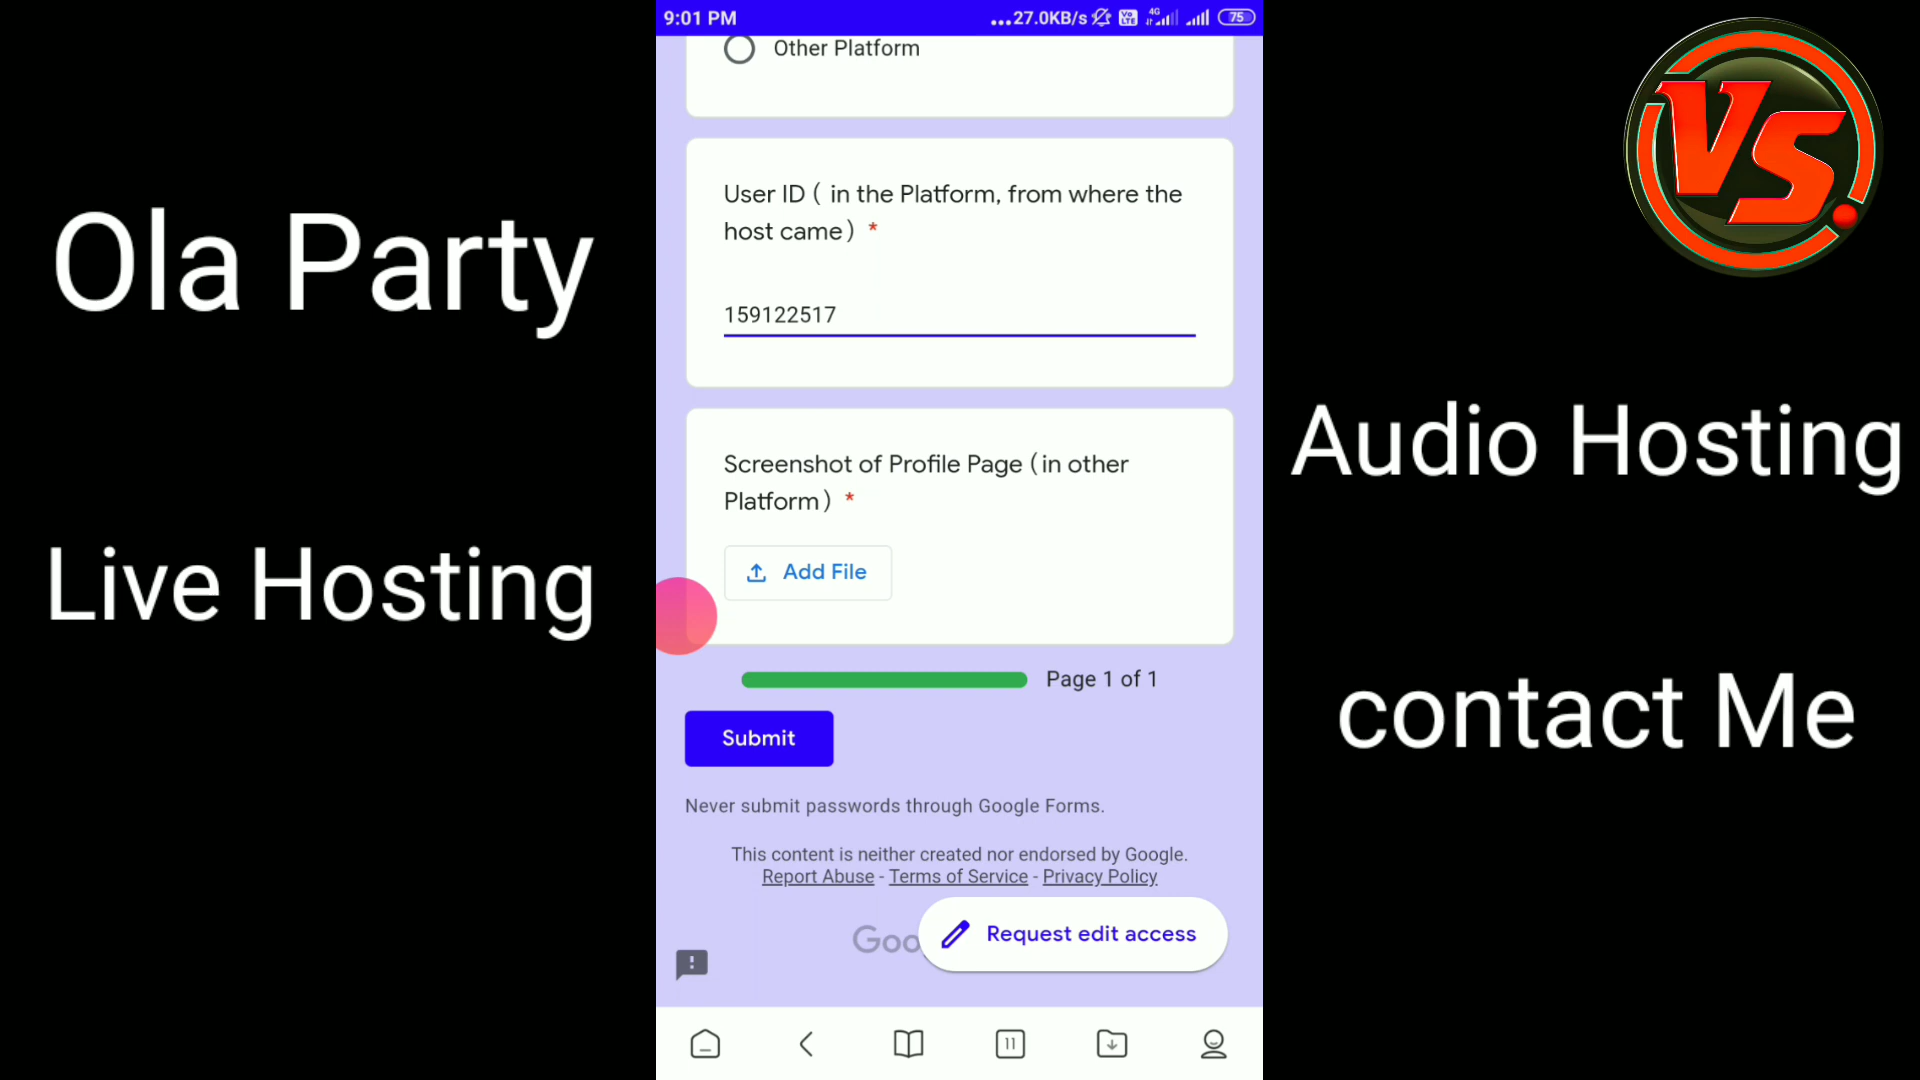 Ola Party
Live Hosting
9:01 PM
...27.0KB/s
Vo LTE
4G
75
Other Platform
User ID ( in the Platform, from where the
host came) *
159122517
Screenshot of Profile Page (in other
Platform) *
Add File
Page 1 of 1
Submit
Never submit passwords through Google Forms.
This content is neither created nor endorsed by Google.
Report Abuse - Terms of Service - Privacy Policy
Goo
Request edit access
11
VS.
Audio Hosting
contact Me